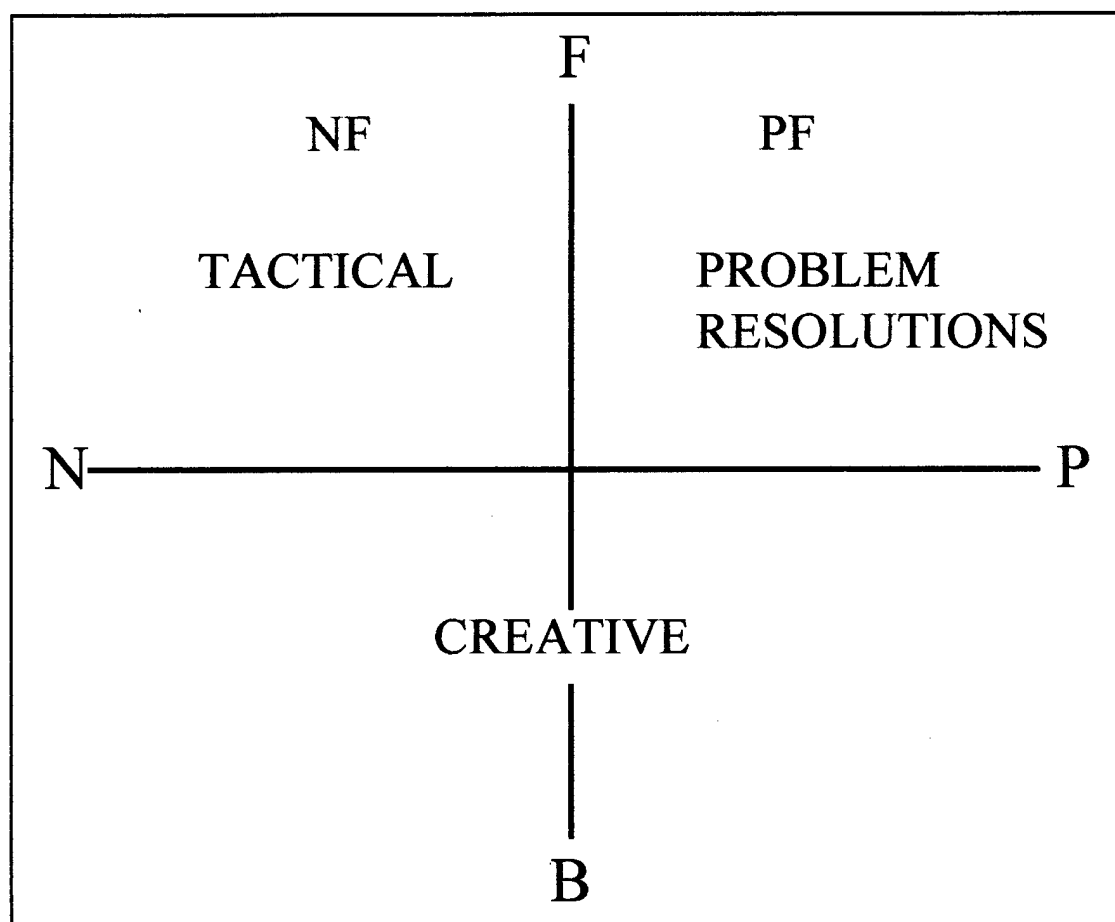 F
NF PF
TACTICAL PROBLEM
RESOLUTIONS
N P
CREATIVE
B